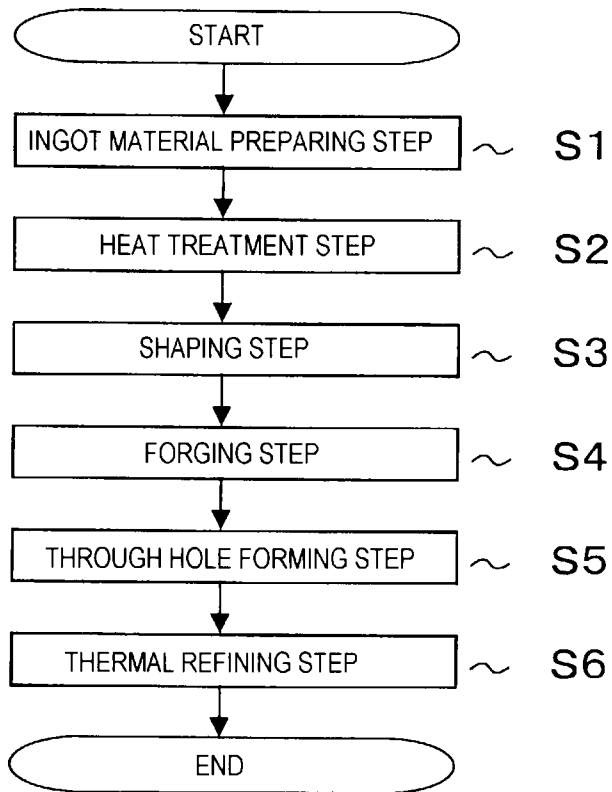 START
INGOT MATERIAL PREPARING STEP ~ S1
HEAT TREATMENT STEP ~ S2
SHAPING STEP ~ S3
FORGING STEP ~ S4
THROUGH HOLE FORMING STEP ~ S5
THERMAL REFINING STEP ~ S6
END